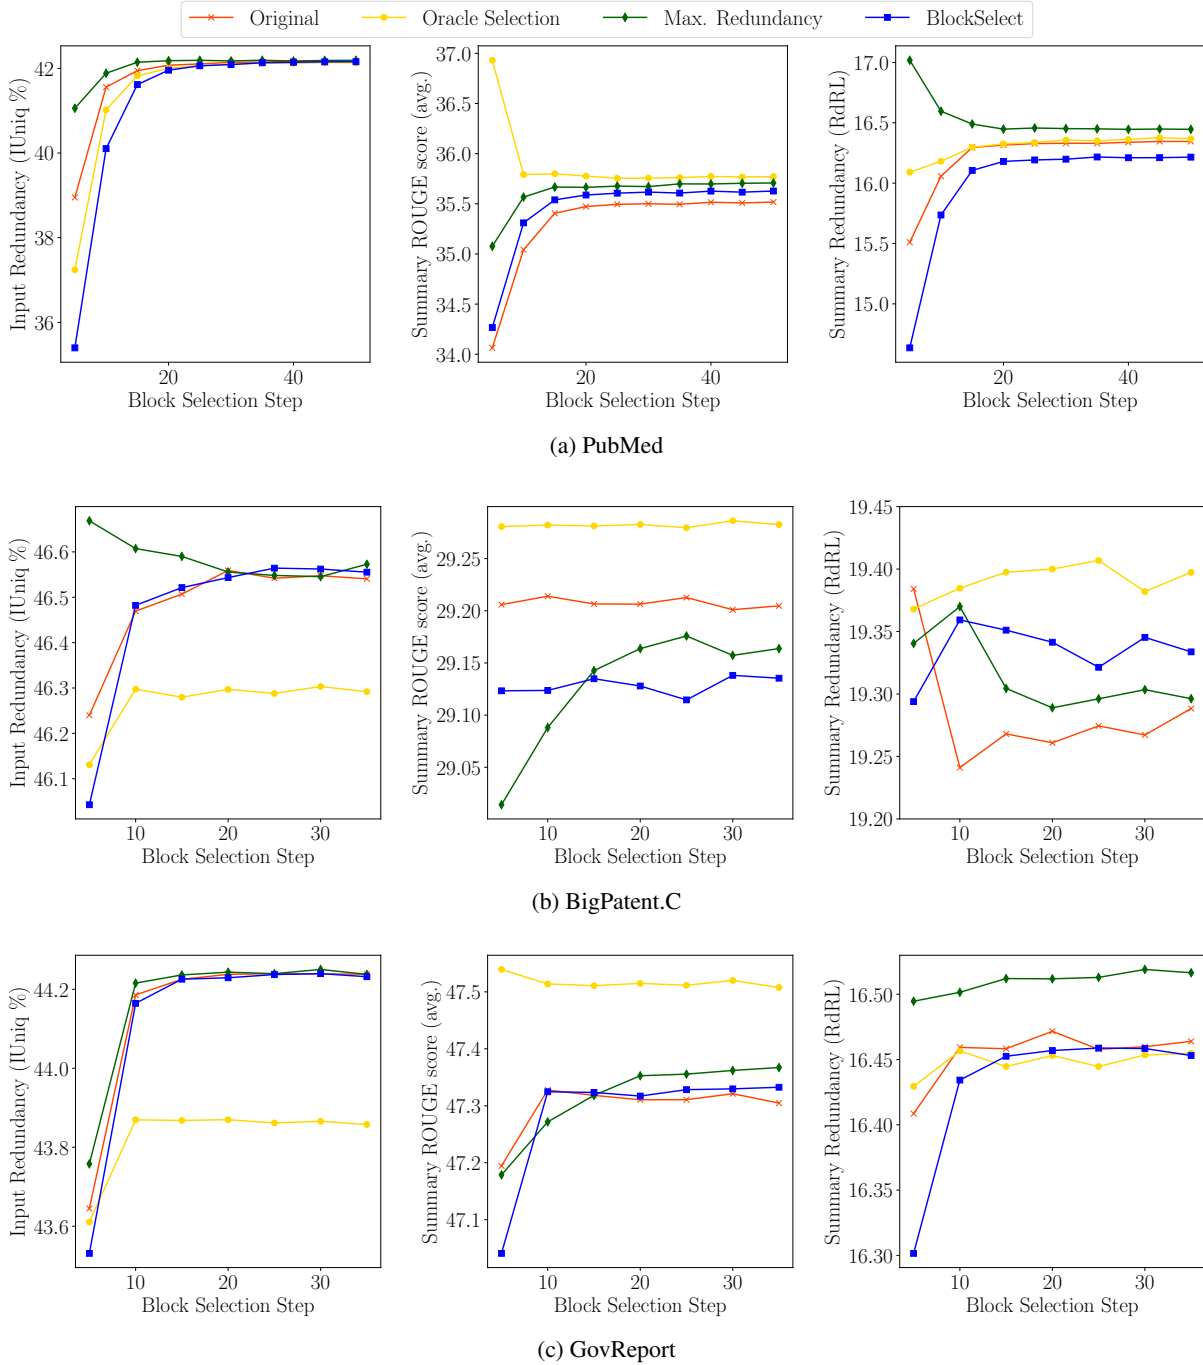 Original Oracle Selection Max. Redundancy BlockSelect
Input Redundancy (IUniq %)
42
40
38
36
20 40
Block Selection Step
Summary ROUGE score (avg.)
37.0
36.5
36.0
35.5
35.0
34.5
34.0
20 40
Block Selection Step
Summary Redundancy (RdRL)
17.0
16.5
16.0
15.5
15.0
20 40
Block Selection Step
(a) PubMed
Input Redundancy (IUniq %)
46.6
46.5
46.4
46.3
46.2
46.1
10 20 30
Block Selection Step
Summary ROUGE score (avg.)
29.25
29.20
29.15
29.10
29.05
10 20 30
Block Selection Step
Summary Redundancy (RdRL)
19.45
19.40
19.35
19.30
19.25
19.20
10 20 30
Block Selection Step
(b) BigPatent.C
Input Redundancy (IUniq %)
44.2
44.0
43.8
43.6
10 20 30
Block Selection Step
Summary ROUGE score (avg.)
47.5
47.4
47.3
47.2
47.1
10 20 30
Block Selection Step
Summary Redundancy (RdRL)
16.50
16.45
16.40
16.35
16.30
10 20 30
Block Selection Step
(c) GovReport